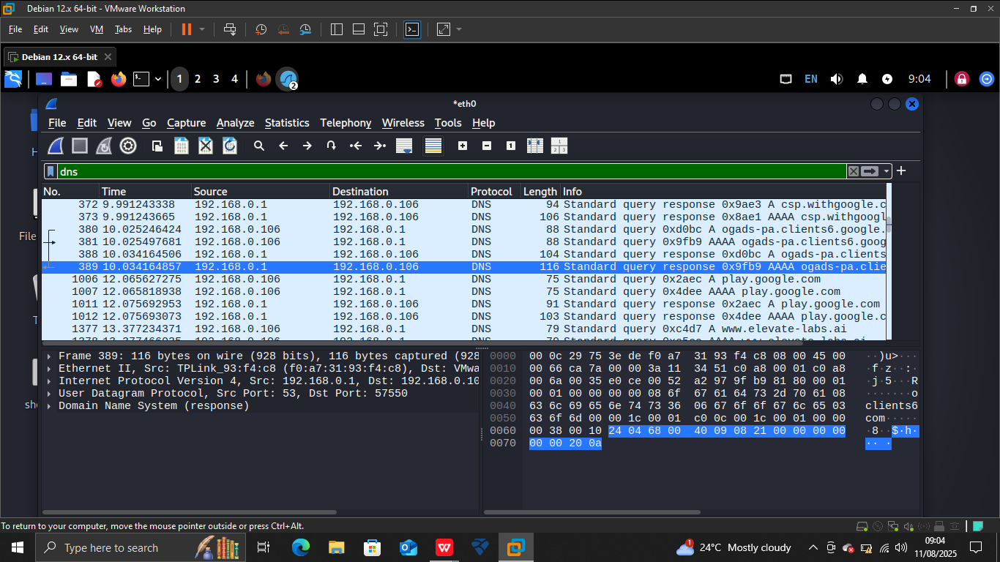 Debian 12.x 64-bit - VMware Workstation
File Edit View VM Tabs Help
Debian 12.x 64-bit
1 2 3 4 2 EN 9:04
*eth0
File Edit View Go Capture Analyze Statistics Telephony Wireless Tools Help
dns
No. Time Source Destination Protocol Length Info
372 9.991243338 192.168.0.1 192.168.0.106 DNS 94 Standard query response 0x9ae3 A csp.withgoogle.c
373 9.991243665 192.168.0.1 192.168.0.106 DNS 106 Standard query response 0x8ae1 AAAA csp.withgoogl
380 10.025246424 192.168.0.106 192.168.0.1 DNS 88 Standard query 0xd0bc A ogads-pa.clients6.google.
381 10.025497681 192.168.0.106 192.168.0.1 DNS 88 Standard query 0x9fb9 AAAA ogads-pa.clients6.goog
388 10.034164506 192.168.0.1 192.168.0.106 DNS 104 Standard query response 0xd0bc A ogads-pa.clients
389 10.034164857 192.168.0.1 192.168.0.106 DNS 116 Standard query response 0x9fb9 AAAA ogads-pa.clie
1006 12.065627275 192.168.0.106 192.168.0.1 DNS 75 Standard query 0x2aec A play.google.com
1007 12.065818938 192.168.0.106 192.168.0.1 DNS 75 Standard query 0x4dee AAAA play.google.com
1011 12.075692953 192.168.0.1 192.168.0.106 DNS 91 Standard query response 0x2aec A play.google.com
1012 12.075693073 192.168.0.1 192.168.0.106 DNS 103 Standard query response 0x4dee AAAA play.google.c
1377 13.377234371 192.168.0.106 192.168.0.1 DNS 79 Standard query 0xc4d7 A www.elevate-labs.ai
Frame 389: 116 bytes on wire (928 bits), 116 bytes captured (928
Ethernet II, Src: TPLink_93:f4:c8 (f0:a7:31:93:f4:c8), Dst: VMwa
Internet Protocol Version 4, Src: 192.168.0.1, Dst: 192.168.0.10
User Datagram Protocol, Src Port: 53, Dst Port: 57550
Domain Name System (response)
0000 00 0c 29 75 3e de f0 a7 31 93 f4 c8 08 00 45 00 ··)u>···
0010 00 66 ca 7a 00 00 3a 11 34 51 c0 a8 00 01 c0 a8 ·f·z··:·
0020 00 6a 00 35 e0 ce 00 52 a2 97 9f b9 81 80 00 01 ·j·5···R
0030 00 01 00 00 00 00 08 6f 67 61 64 73 2d 70 61 08 ·······o
0040 63 6c 69 65 6e 74 73 36 06 67 6f 6f 67 6c 65 03 clients6
0050 63 6f 6d 00 00 1c 00 01 c0 0c 00 1c 00 01 00 00 com·····
0060 00 38 00 10 24 04 68 00 40 09 08 21 00 00 00 00 ·8··$·h·
0070 00 00 20 0a ·· ·
File
To return to your computer, move the mouse pointer outside or press Ctrl+Alt.
Type here to search
1
24°C Mostly cloudy
09:04
11/08/2025